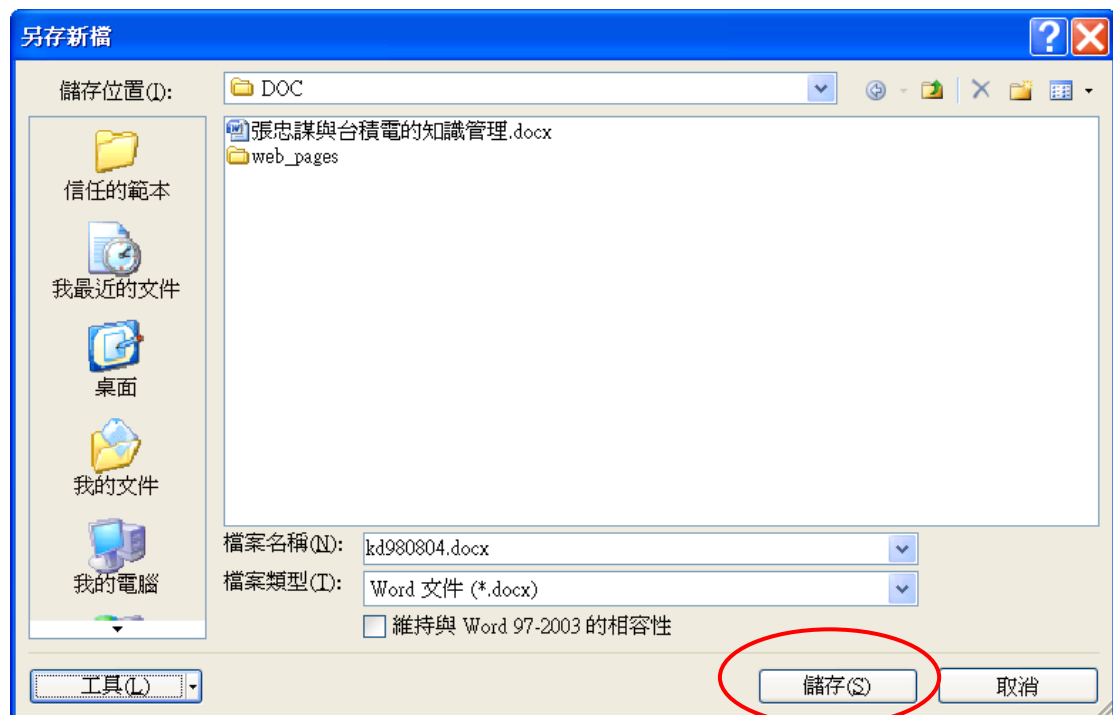 另存新檔
儲存位置(I):
DOC
張忠謀與台積電的知識管理.docx
web_pages
信任的範本
我最近的文件
桌面
我的文件
我的電腦
檔案名稱(N):
kd980804.docx
檔案類型(T):
Word 文件 (*.docx)
維持與 Word 97-2003 的相容性
工具(L)
儲存(S)
取消